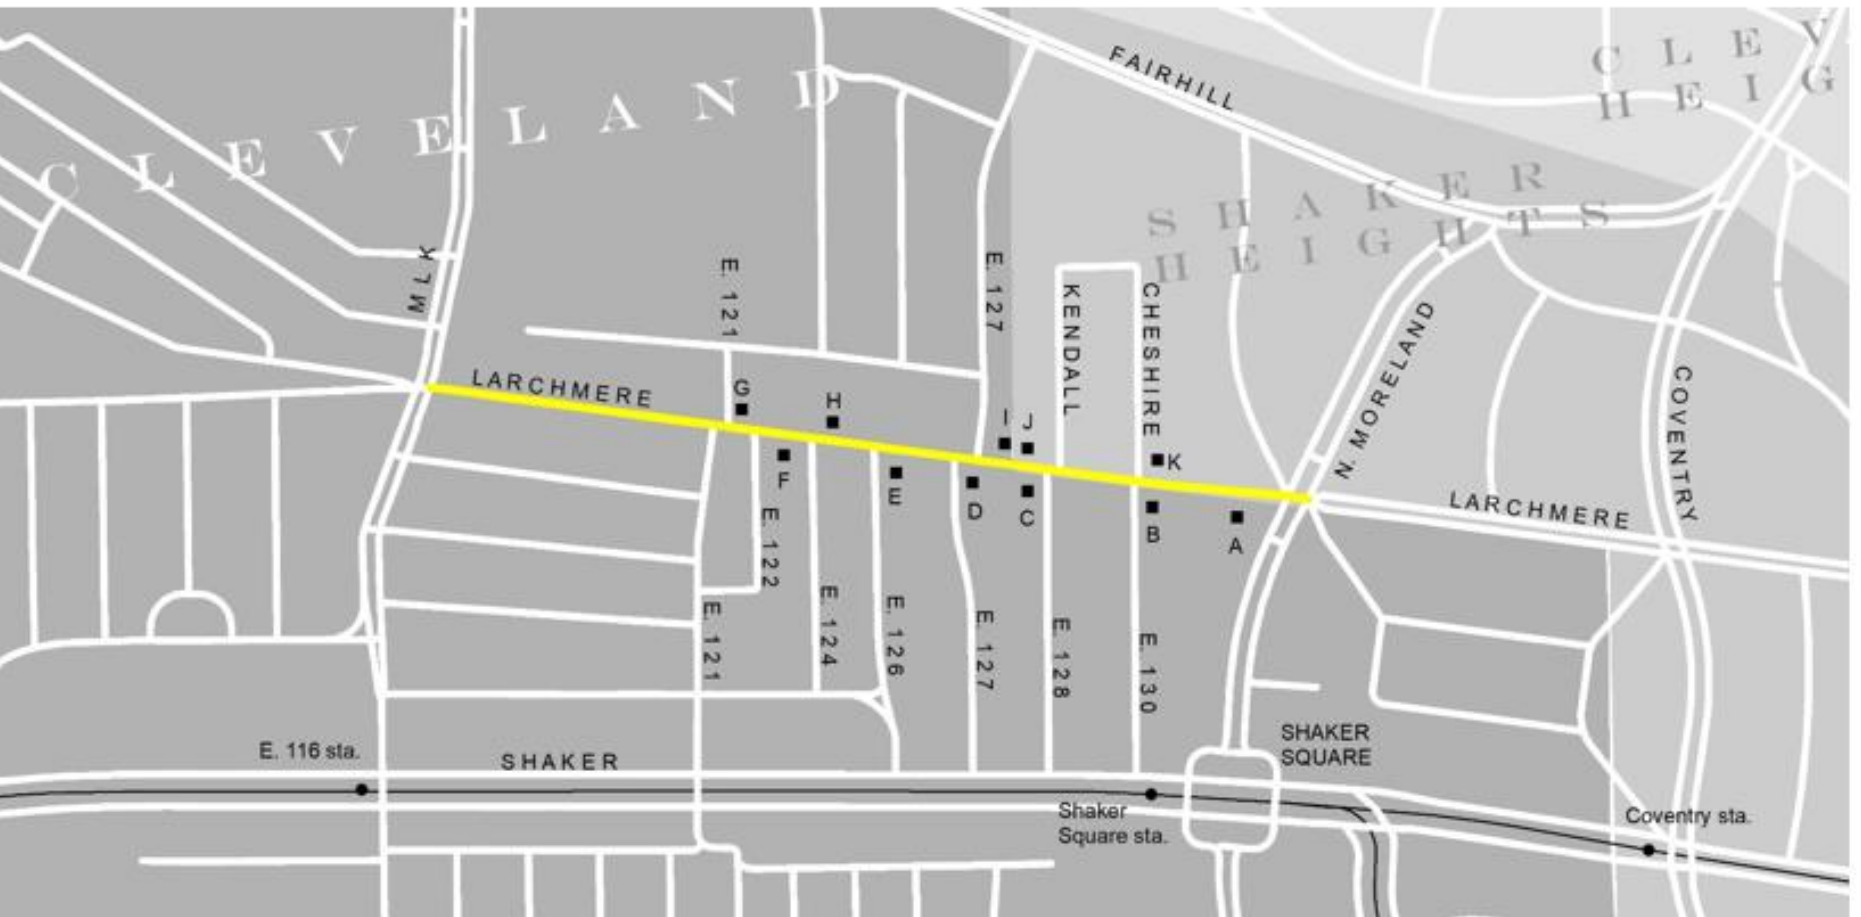 CLEVELAND
FAIRHILL
CLEV
HEIG
SHAKER
HEIGHTS
MLK
E. 121
E. 127
KENDALL
CHESHIRE
N. MORELAND
COVENTRY
LARCHMERE
G
H
I
J
K
F
E
D
C
B
A
LARCHMERE
E. 122
E. 121
E. 124
E. 126
E. 127
E. 128
E. 130
SHAKER
SQUARE
E. 116 sta.
SHAKER
Shaker
Square sta.
Coventry sta.